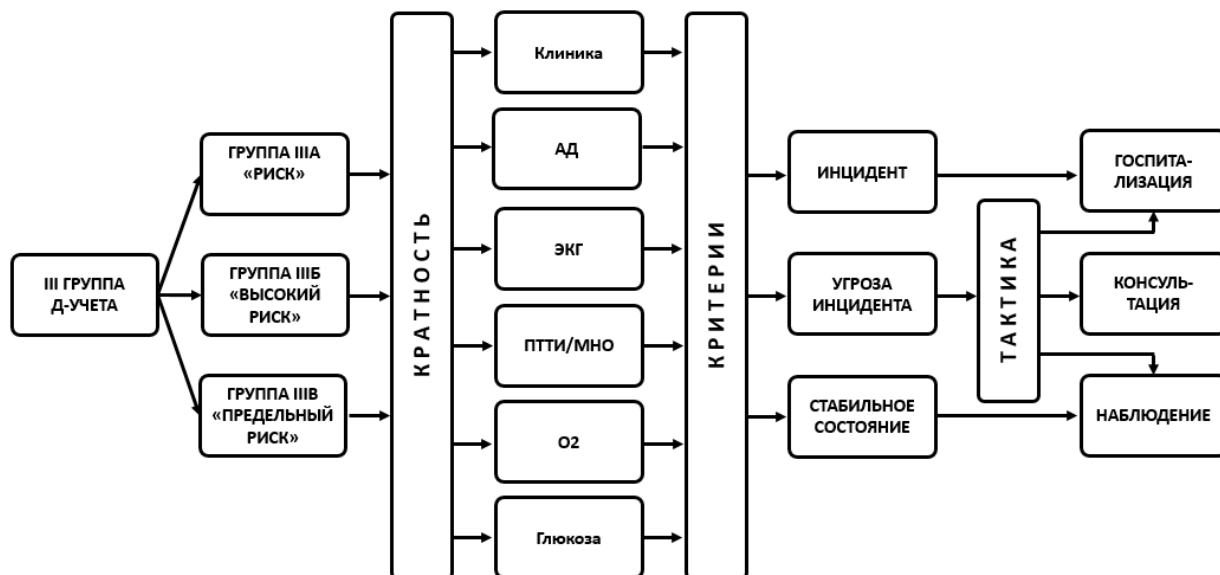 III ГРУППА
Д-УЧЕТА
ГРУППА IIIА
«РИСК»
ГРУППА IIIБ
«ВЫСОКИЙ
РИСК»
ГРУППА IIIВ
«ПРЕДЕЛЬНЫЙ
РИСК»
КРАТНОСТЬ
Клиника
АД
ЭКГ
ПТТИ/МНО
О2
Глюкоза
КРИТЕРИИ
ИНЦИДЕНТ
УГРОЗА
ИНЦИДЕНТА
СТАБИЛЬНОЕ
СОСТОЯНИЕ
ТАКТИКА
ГОСПИТА-
ЛИЗАЦИЯ
КОНСУЛЬ-
ТАЦИЯ
НАБЛЮДЕНИЕ